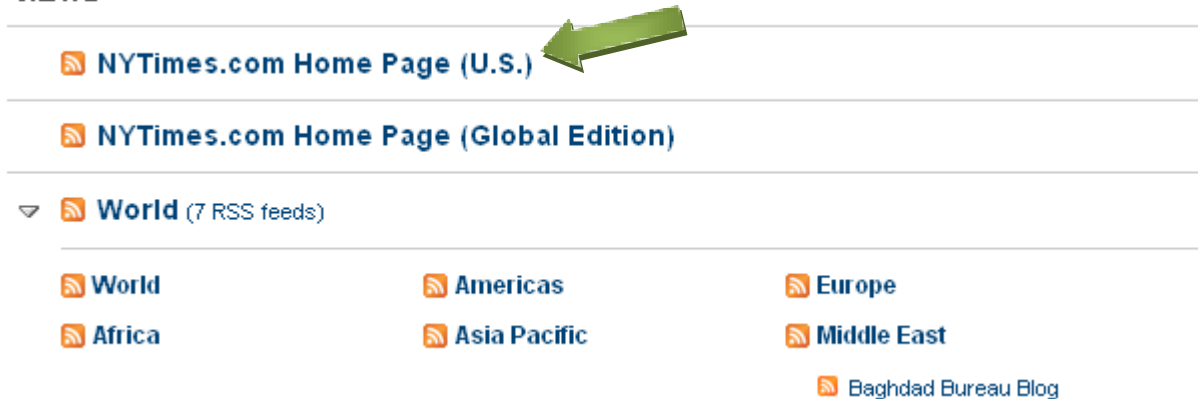 NYTimes.com Home Page (U.S.)
NYTimes.com Home Page (Global Edition)
World (7 RSS feeds)
World Americas Europe
Africa Asia Pacific Middle East
Baghdad Bureau Blog